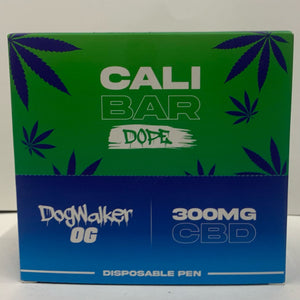 CALI
BAR
DOPE
DogWalker
OG
300MG
CBD
DISPOSABLE PEN